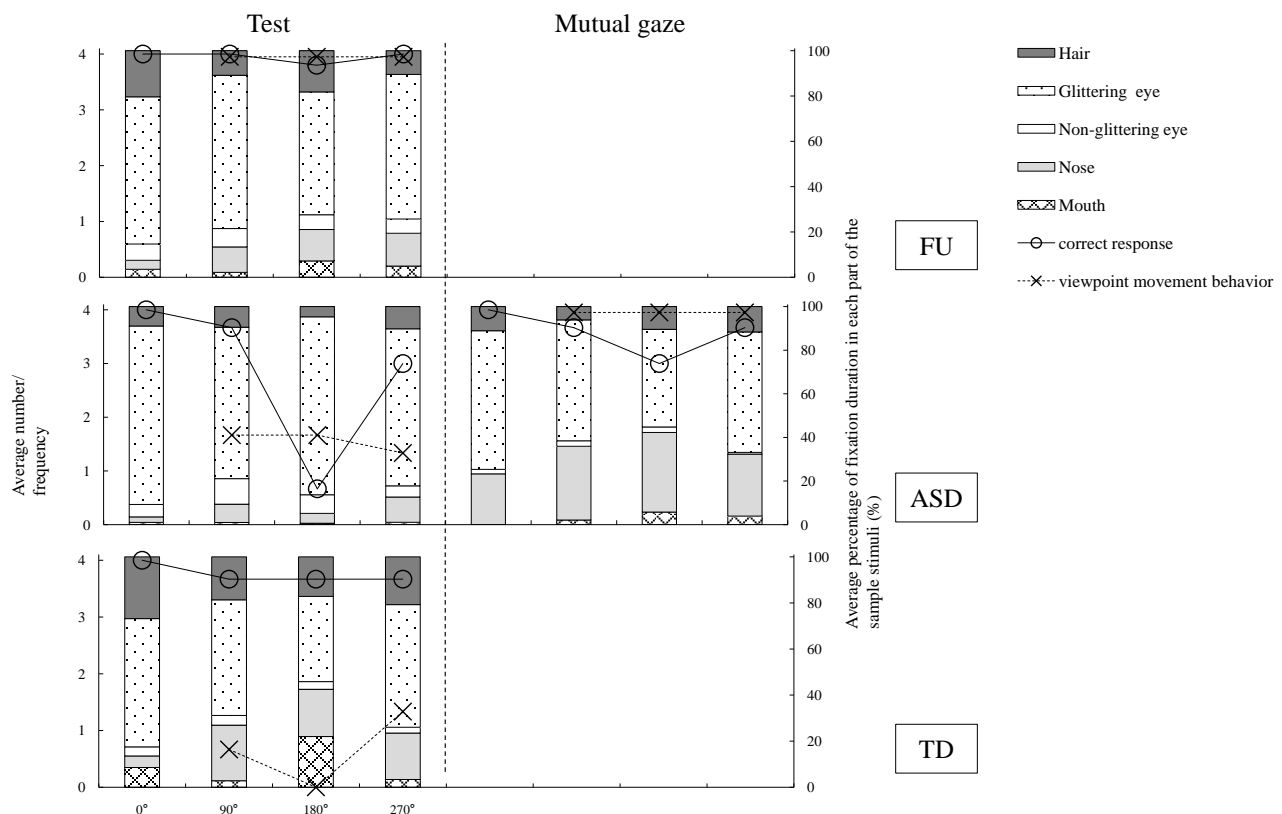 Test
Mutual gaze
4
3
2
1
0
100
80
60
40
20
0
4
3
2
1
0
100
80
60
40
20
0
4
3
2
1
0
100
80
60
40
20
0
0°
90°
180°
270°
Average number/
frequency
Average percentage of fixation duration in each part of the
sample stimuli (%)
Hair
Glittering eye
Non-glittering eye
Nose
Mouth
correct response
viewpoint movement behavior
FU
ASD
TD